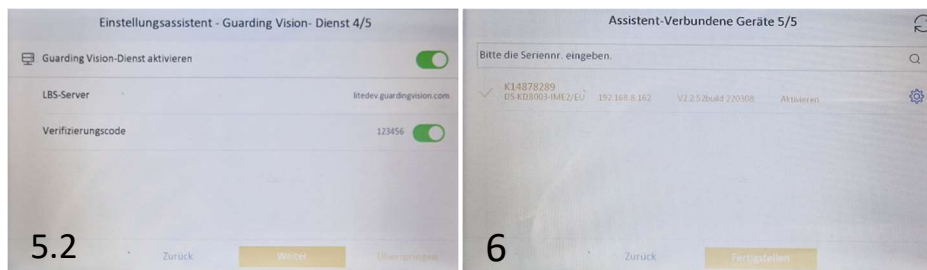 Einstellungsassistent - Guarding Vision- Dienst 4/5
Guarding Vision-Dienst aktivieren
LBS-Server litedev.guardingvision.com
Verifizierungscode 123456
5.2 Zurück Weiter Überspringen
Assistent-Verbundene Geräte 5/5
Bitte die Seriennr. eingeben.
K14878289
DS-KD8003-IME2/EU 192.168.8.162 V2.2.52build 220308 Aktivieren
6 Zurück Fertigstellen